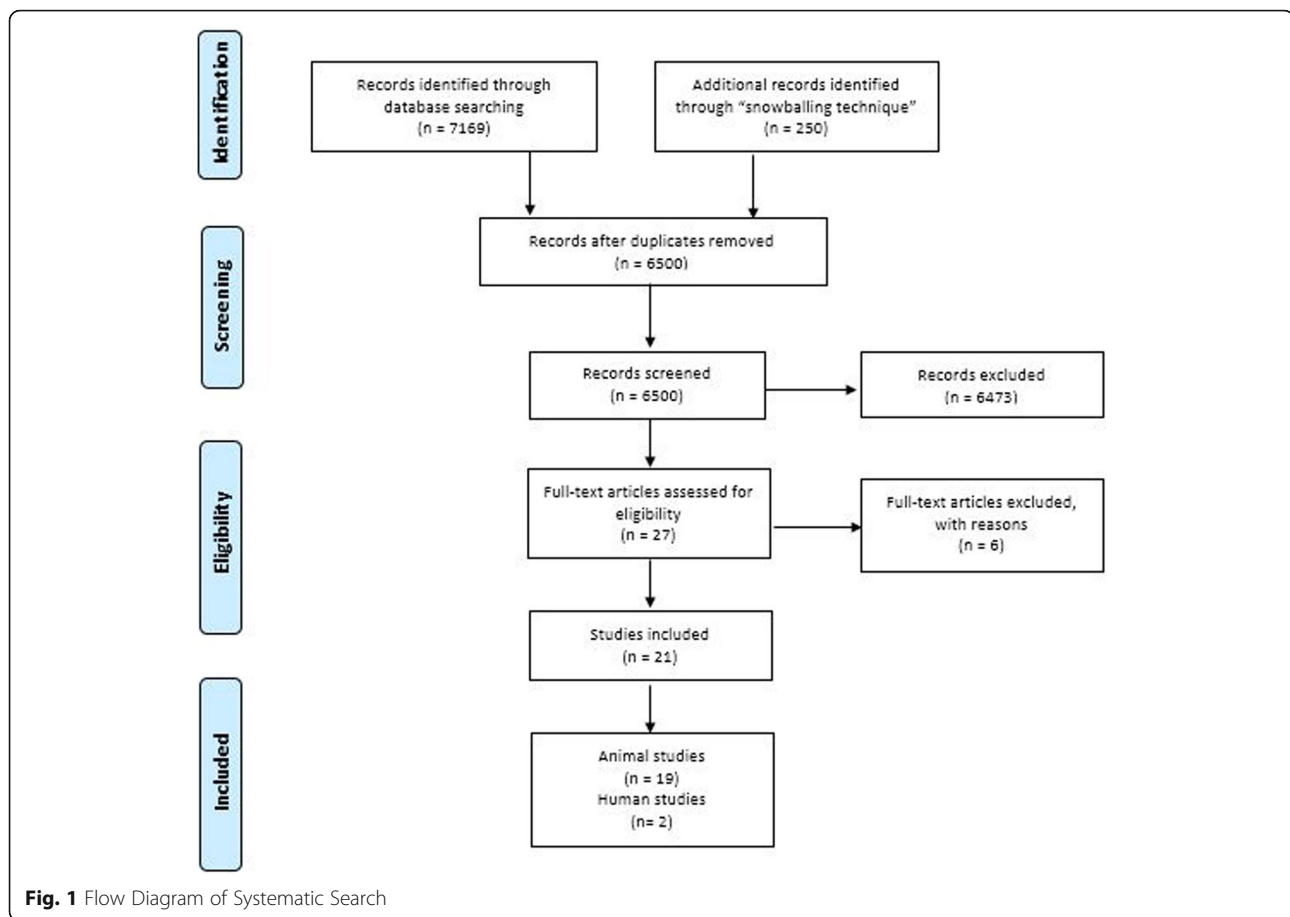 Identification
Records identified through
database searching
(n = 7169)
Additional records identified
through “snowballing technique”
(n = 250)
Screening
Records after duplicates removed
(n = 6500)
Records screened
(n = 6500)
Records excluded
(n = 6473)
Eligibility
Full-text articles assessed for
eligibility
(n = 27)
Full-text articles excluded,
with reasons
(n = 6)
Studies included
(n = 21)
Included
Animal studies
(n = 19)
Human studies
(n= 2)
Fig. 1 Flow Diagram of Systematic Search